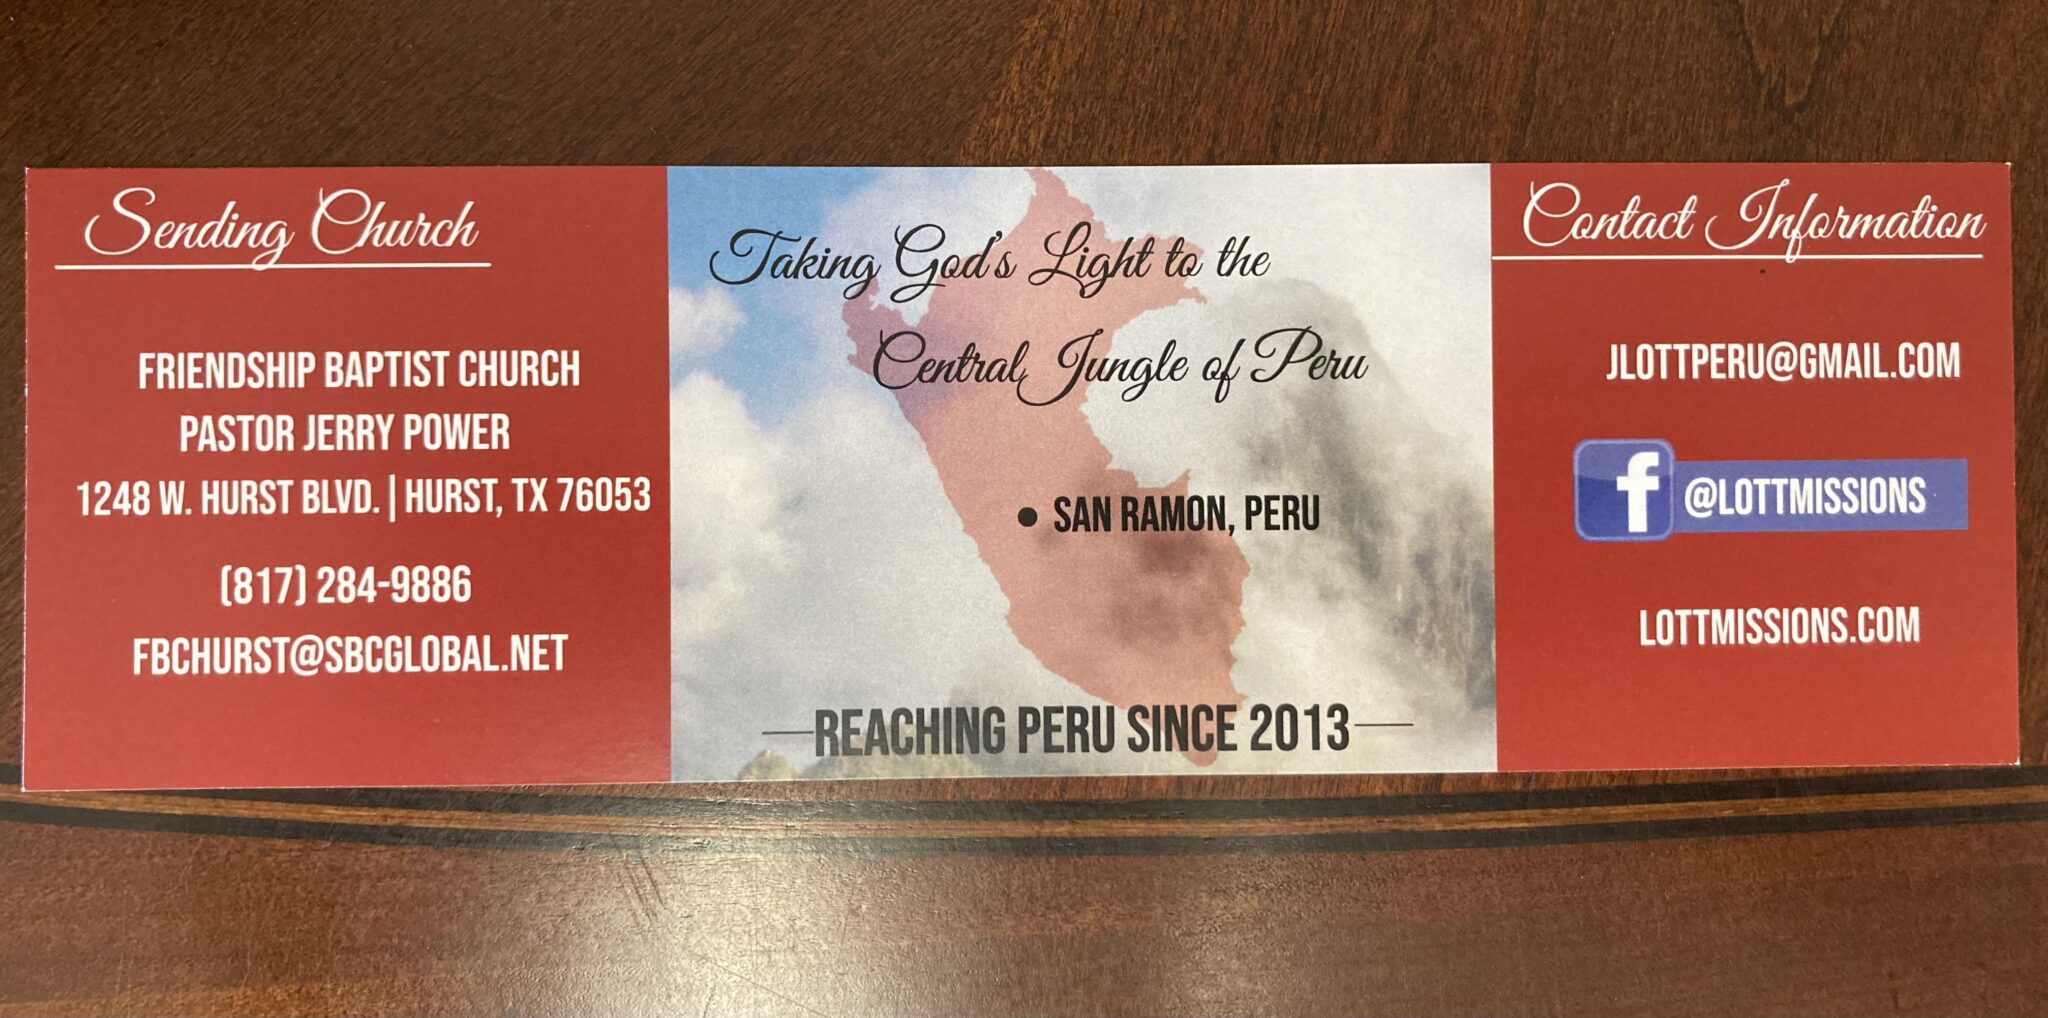 Sending Church
FRIENDSHIP BAPTIST CHURCH
PASTOR JERRY POWER
1248 W. HURST BLVD. | HURST, TX 76053
(817) 284-9886
FBCHURST@SBCGLOBAL.NET
Taking God's Light to the
Central Jungle of Peru
SAN RAMON, PERU
REACHING PERU SINCE 2013
Contact Information
JLOTTPERU@GMAIL.COM
f @LOTTMISSIONS
LOTTMISSIONS.COM